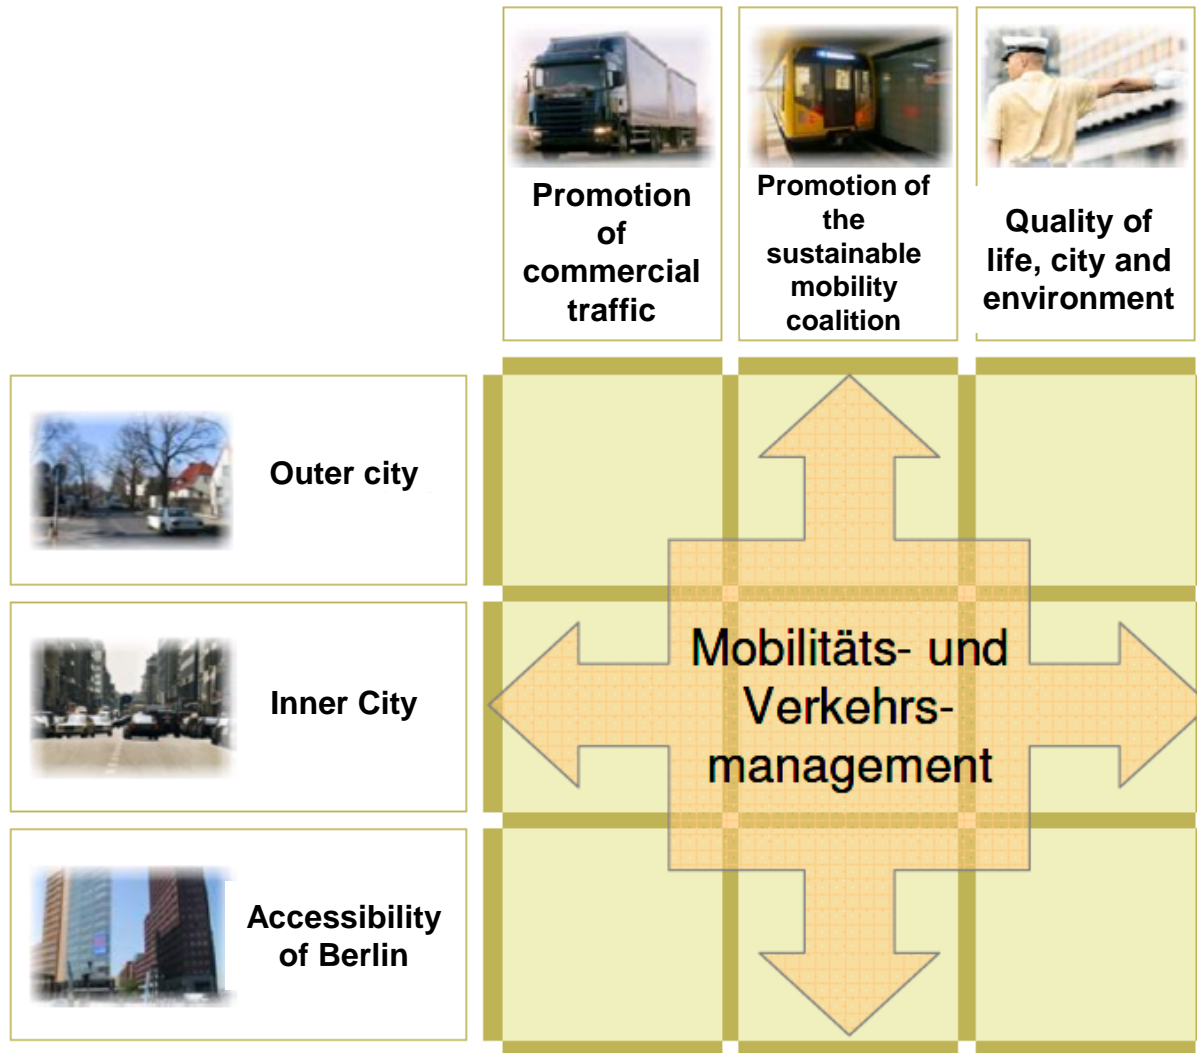 Promotion
of
commercial
traffic
Promotion of
the
sustainable
mobility
coalition
Quality of
life, city and
environment
Outer city
Inner City
Accessibility
of Berlin
Mobilitäts- und
Verkehrs-
management